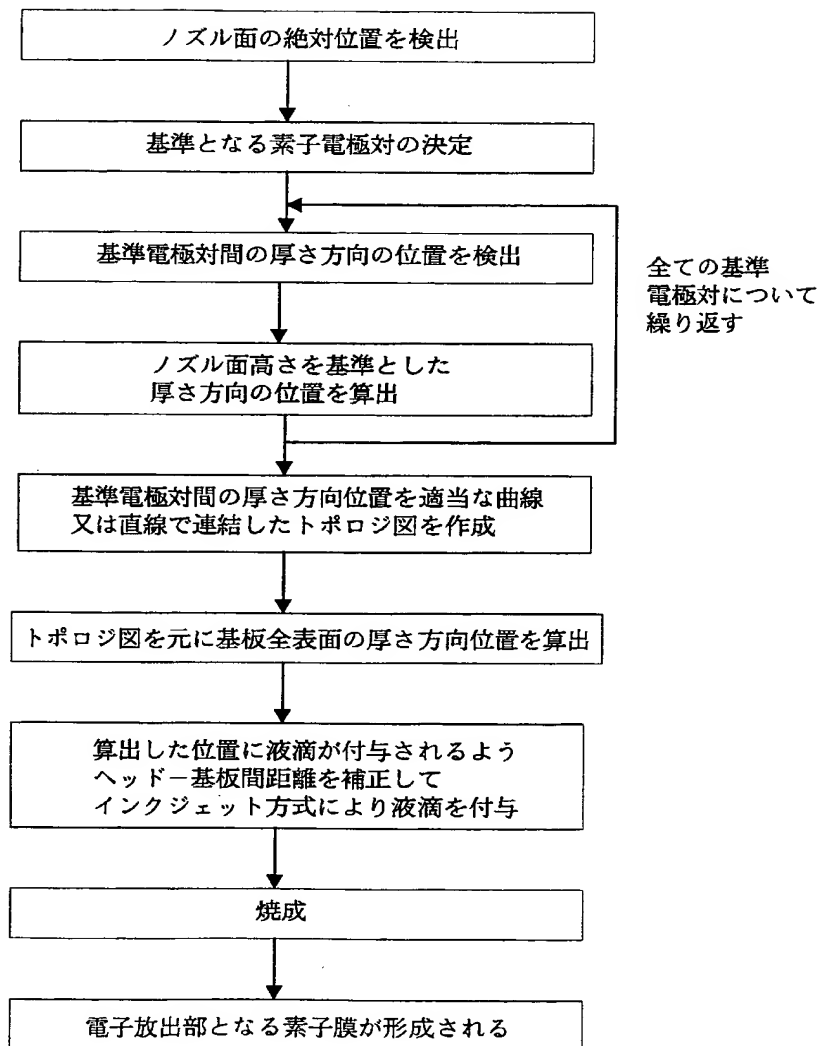 ノズル面の絶対位置を検出
基準となる素子電極対の決定
基準電極対間の厚さ方向の位置を検出
全ての基準
電極対について
繰り返す
ノズル面高さを基準とした
厚さ方向の位置を算出
基準電極対間の厚さ方向位置を適当な曲線
又は直線で連結したトポロジ図を作成
トポロジ図を元に基板全表面の厚さ方向位置を算出
算出した位置に液滴が付与されるよう
ヘッド－基板間距離を補正して
インクジェット方式により液滴を付与
焼成
電子放出部となる素子膜が形成される